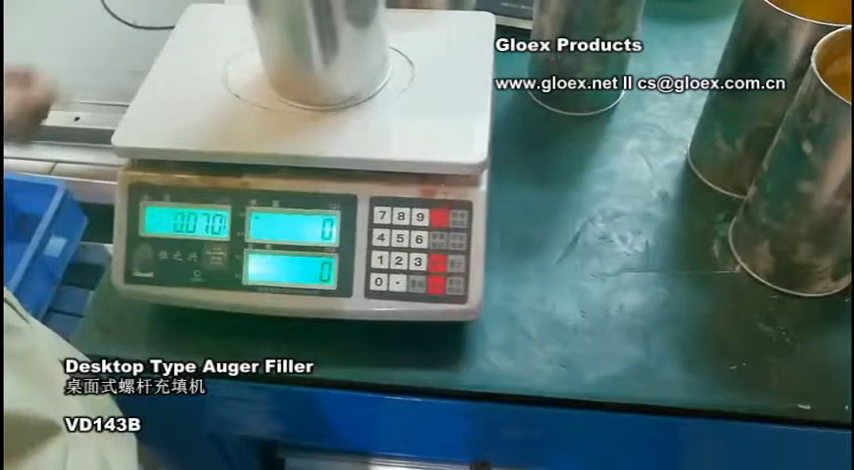 Gloex Products
www.gloex.net ll cs@gloex.com.cn
0.070
0
0
7 8 9
4 5 6
1 2 3
0 .
Desktop Type Auger Filler
桌面式螺杆充填机
VD143B